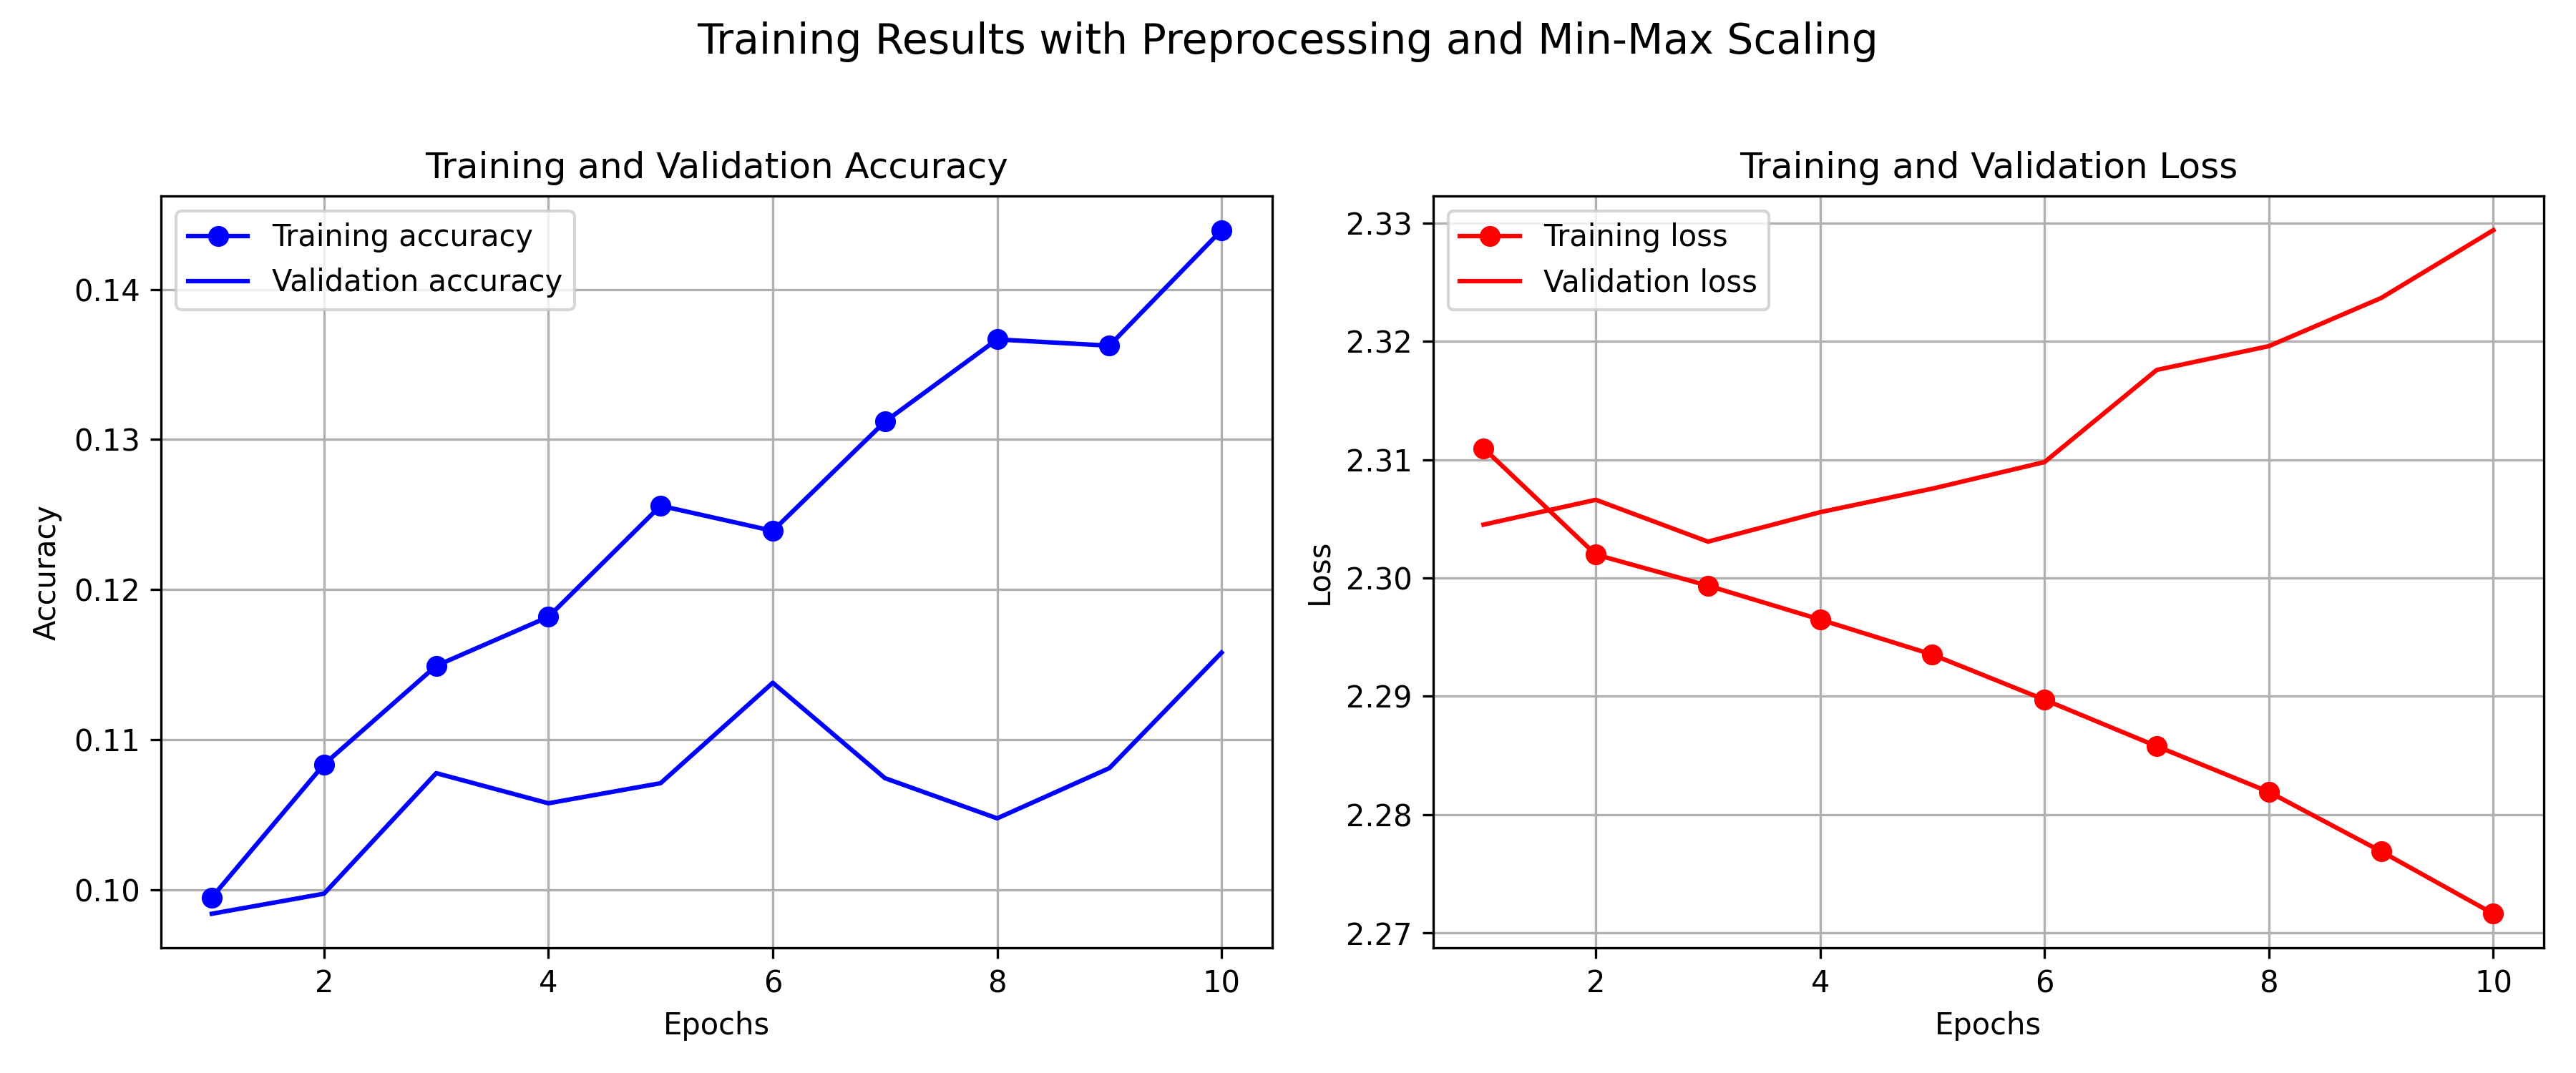 Training Results with Preprocessing and Min-Max Scaling
Training and Validation Accuracy
Training accuracy
Validation accuracy
0.14
0.13
0.12
0.11
0.10
Accuracy
2 4 6 8 10
Epochs
Training and Validation Loss
Training loss
Validation loss
2.33
2.32
2.31
2.30
2.29
2.28
2.27
Loss
2 4 6 8 10
Epochs